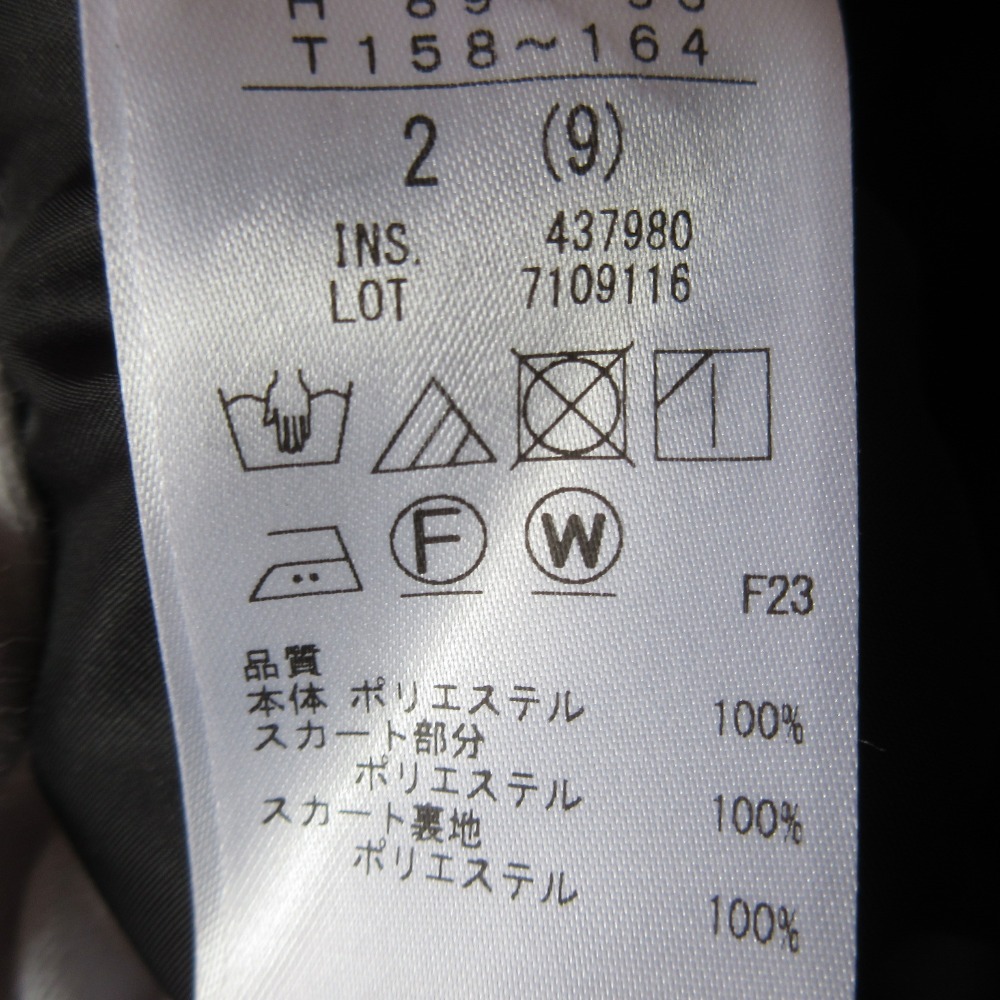 T158～164
2 (9)
INS. 437980
LOT 7109116
F W
F23
品質
本体 ポリエステル 100%
スカート部分
ポリエステル 100%
スカート裏地
ポリエステル 100%